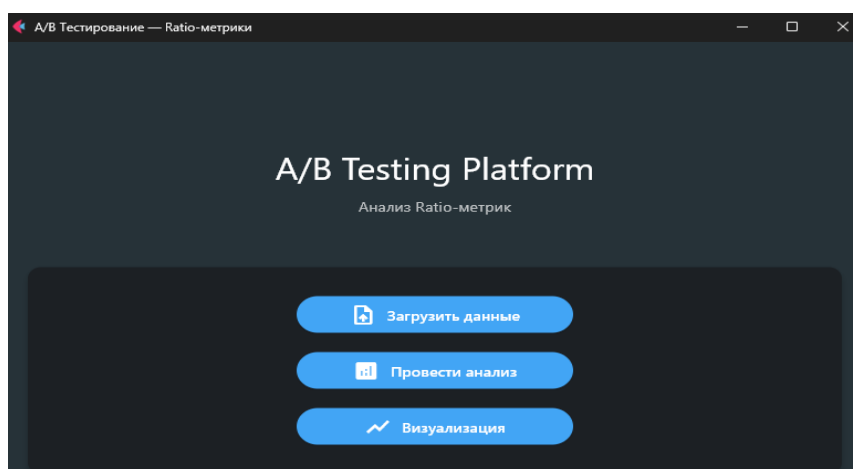 А/В Тестирование — Ratio-метрики
A/B Testing Platform
Анализ Ratio-метрик
Загрузить данные
Провести анализ
Визуализация